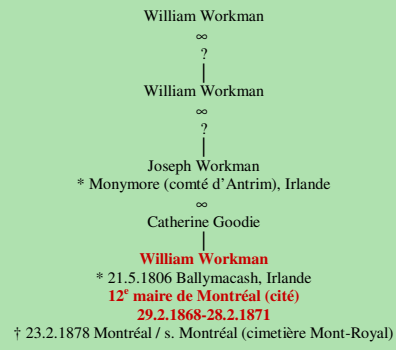 William Workman
∞
?
William Workman
∞
?
Joseph Workman
* Monymore (comté d'Antrim), Irlande
∞
Catherine Goodie
William Workman
* 21.5.1806 Ballymacash, Irlande
12e maire de Montréal (cité)
29.2.1868-28.2.1871
† 23.2.1878 Montréal / s. Montréal (cimetière Mont-Royal)